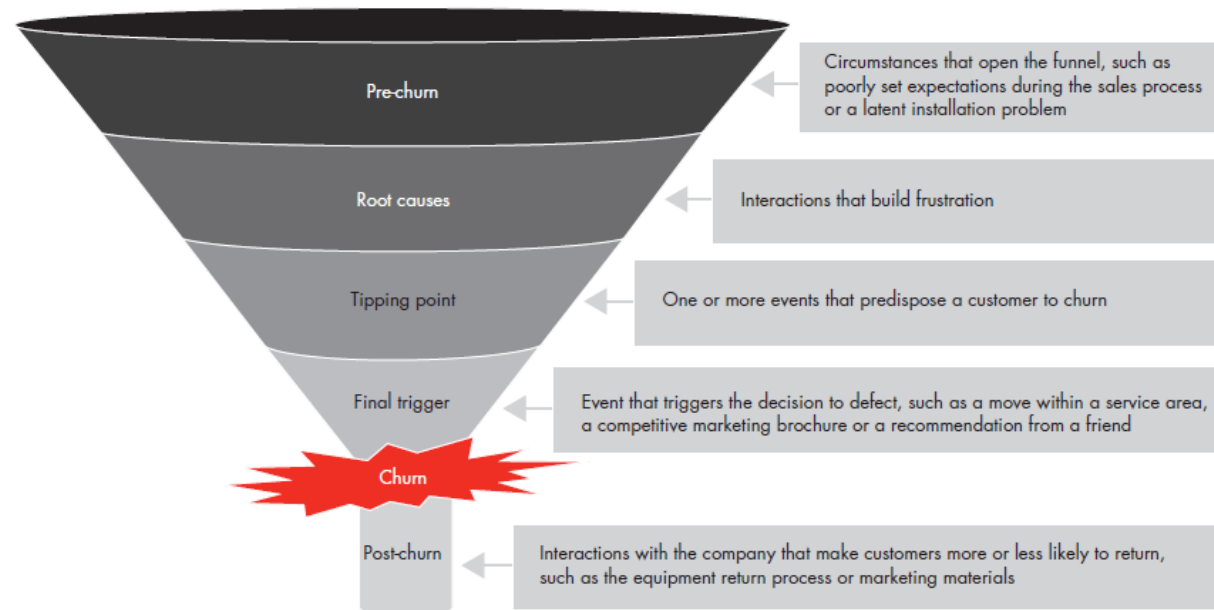 Pre-churn
Circumstances that open the funnel, such as
poorly set expectations during the sales process
or a latent installation problem
Root causes
Interactions that build frustration
Tipping point
One or more events that predispose a customer to churn
Final trigger
Event that triggers the decision to defect, such as a move within a service area,
a competitive marketing brochure or a recommendation from a friend
Churn
Post-churn
Interactions with the company that make customers more or less likely to return,
such as the equipment return process or marketing materials